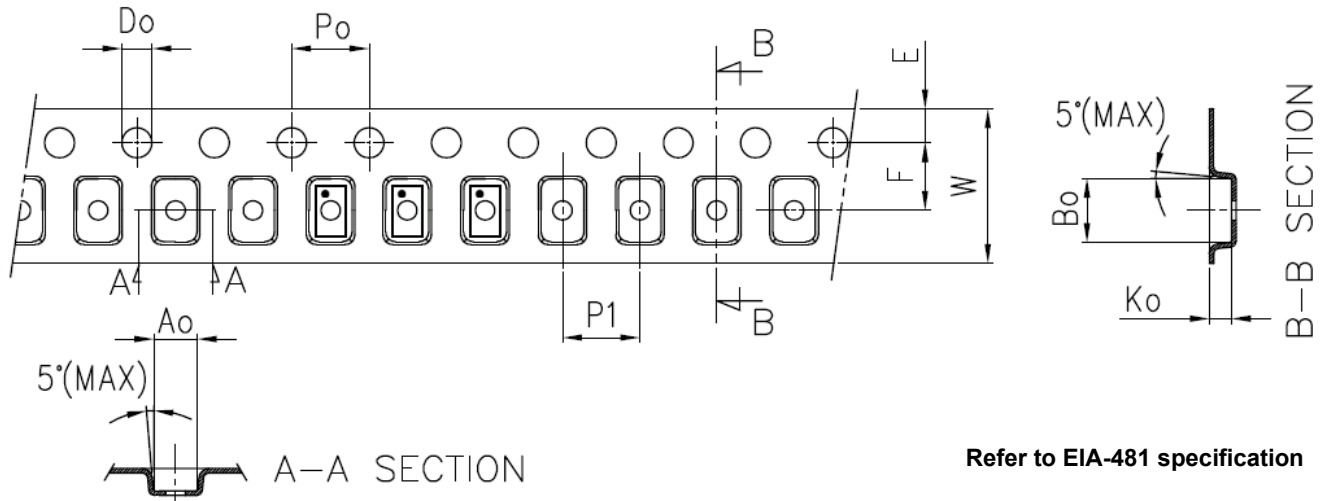 Do
Po
B
E
5°(MAX)
F
W
Bo
B-B SECTION
A
A
P1
B
Ko
Ao
5°(MAX)
A-A SECTION
Refer to EIA-481 specification